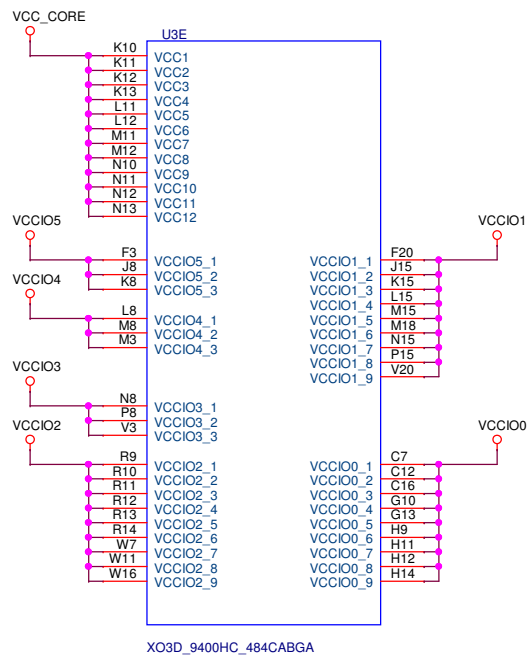 VCC_CORE
U3E
K10 VCC1
K11 VCC2
K12 VCC3
K13 VCC4
L11 VCC5
L12 VCC6
M11 VCC7
M12 VCC8
N10 VCC9
N11 VCC10
N12 VCC11
N13 VCC12
VCCIO5
VCCIO1
F3 VCCIO5_1 VCCIO1_1 F20
J8 VCCIO5_2 VCCIO1_2 J15
K8 VCCIO5_3 VCCIO1_3 K15
VCCIO4
VCCIO1_4 L15
L8 VCCIO4_1 VCCIO1_5 M15
M8 VCCIO4_2 VCCIO1_6 M18
M3 VCCIO4_3 VCCIO1_7 N15
VCCIO1_8 P15
VCCIO3
VCCIO1_9 V20
N8 VCCIO3_1
P8 VCCIO3_2
V3 VCCIO3_3
VCCIO2
VCCIO0
R9 VCCIO2_1 VCCIO0_1 C7
R10 VCCIO2_2 VCCIO0_2 C12
R11 VCCIO2_3 VCCIO0_3 C16
R12 VCCIO2_4 VCCIO0_4 G10
R13 VCCIO2_5 VCCIO0_5 G13
R14 VCCIO2_6 VCCIO0_6 H9
W7 VCCIO2_7 VCCIO0_7 H11
W11 VCCIO2_8 VCCIO0_8 H12
W16 VCCIO2_9 VCCIO0_9 H14
XO3D_9400HC_484CABGA